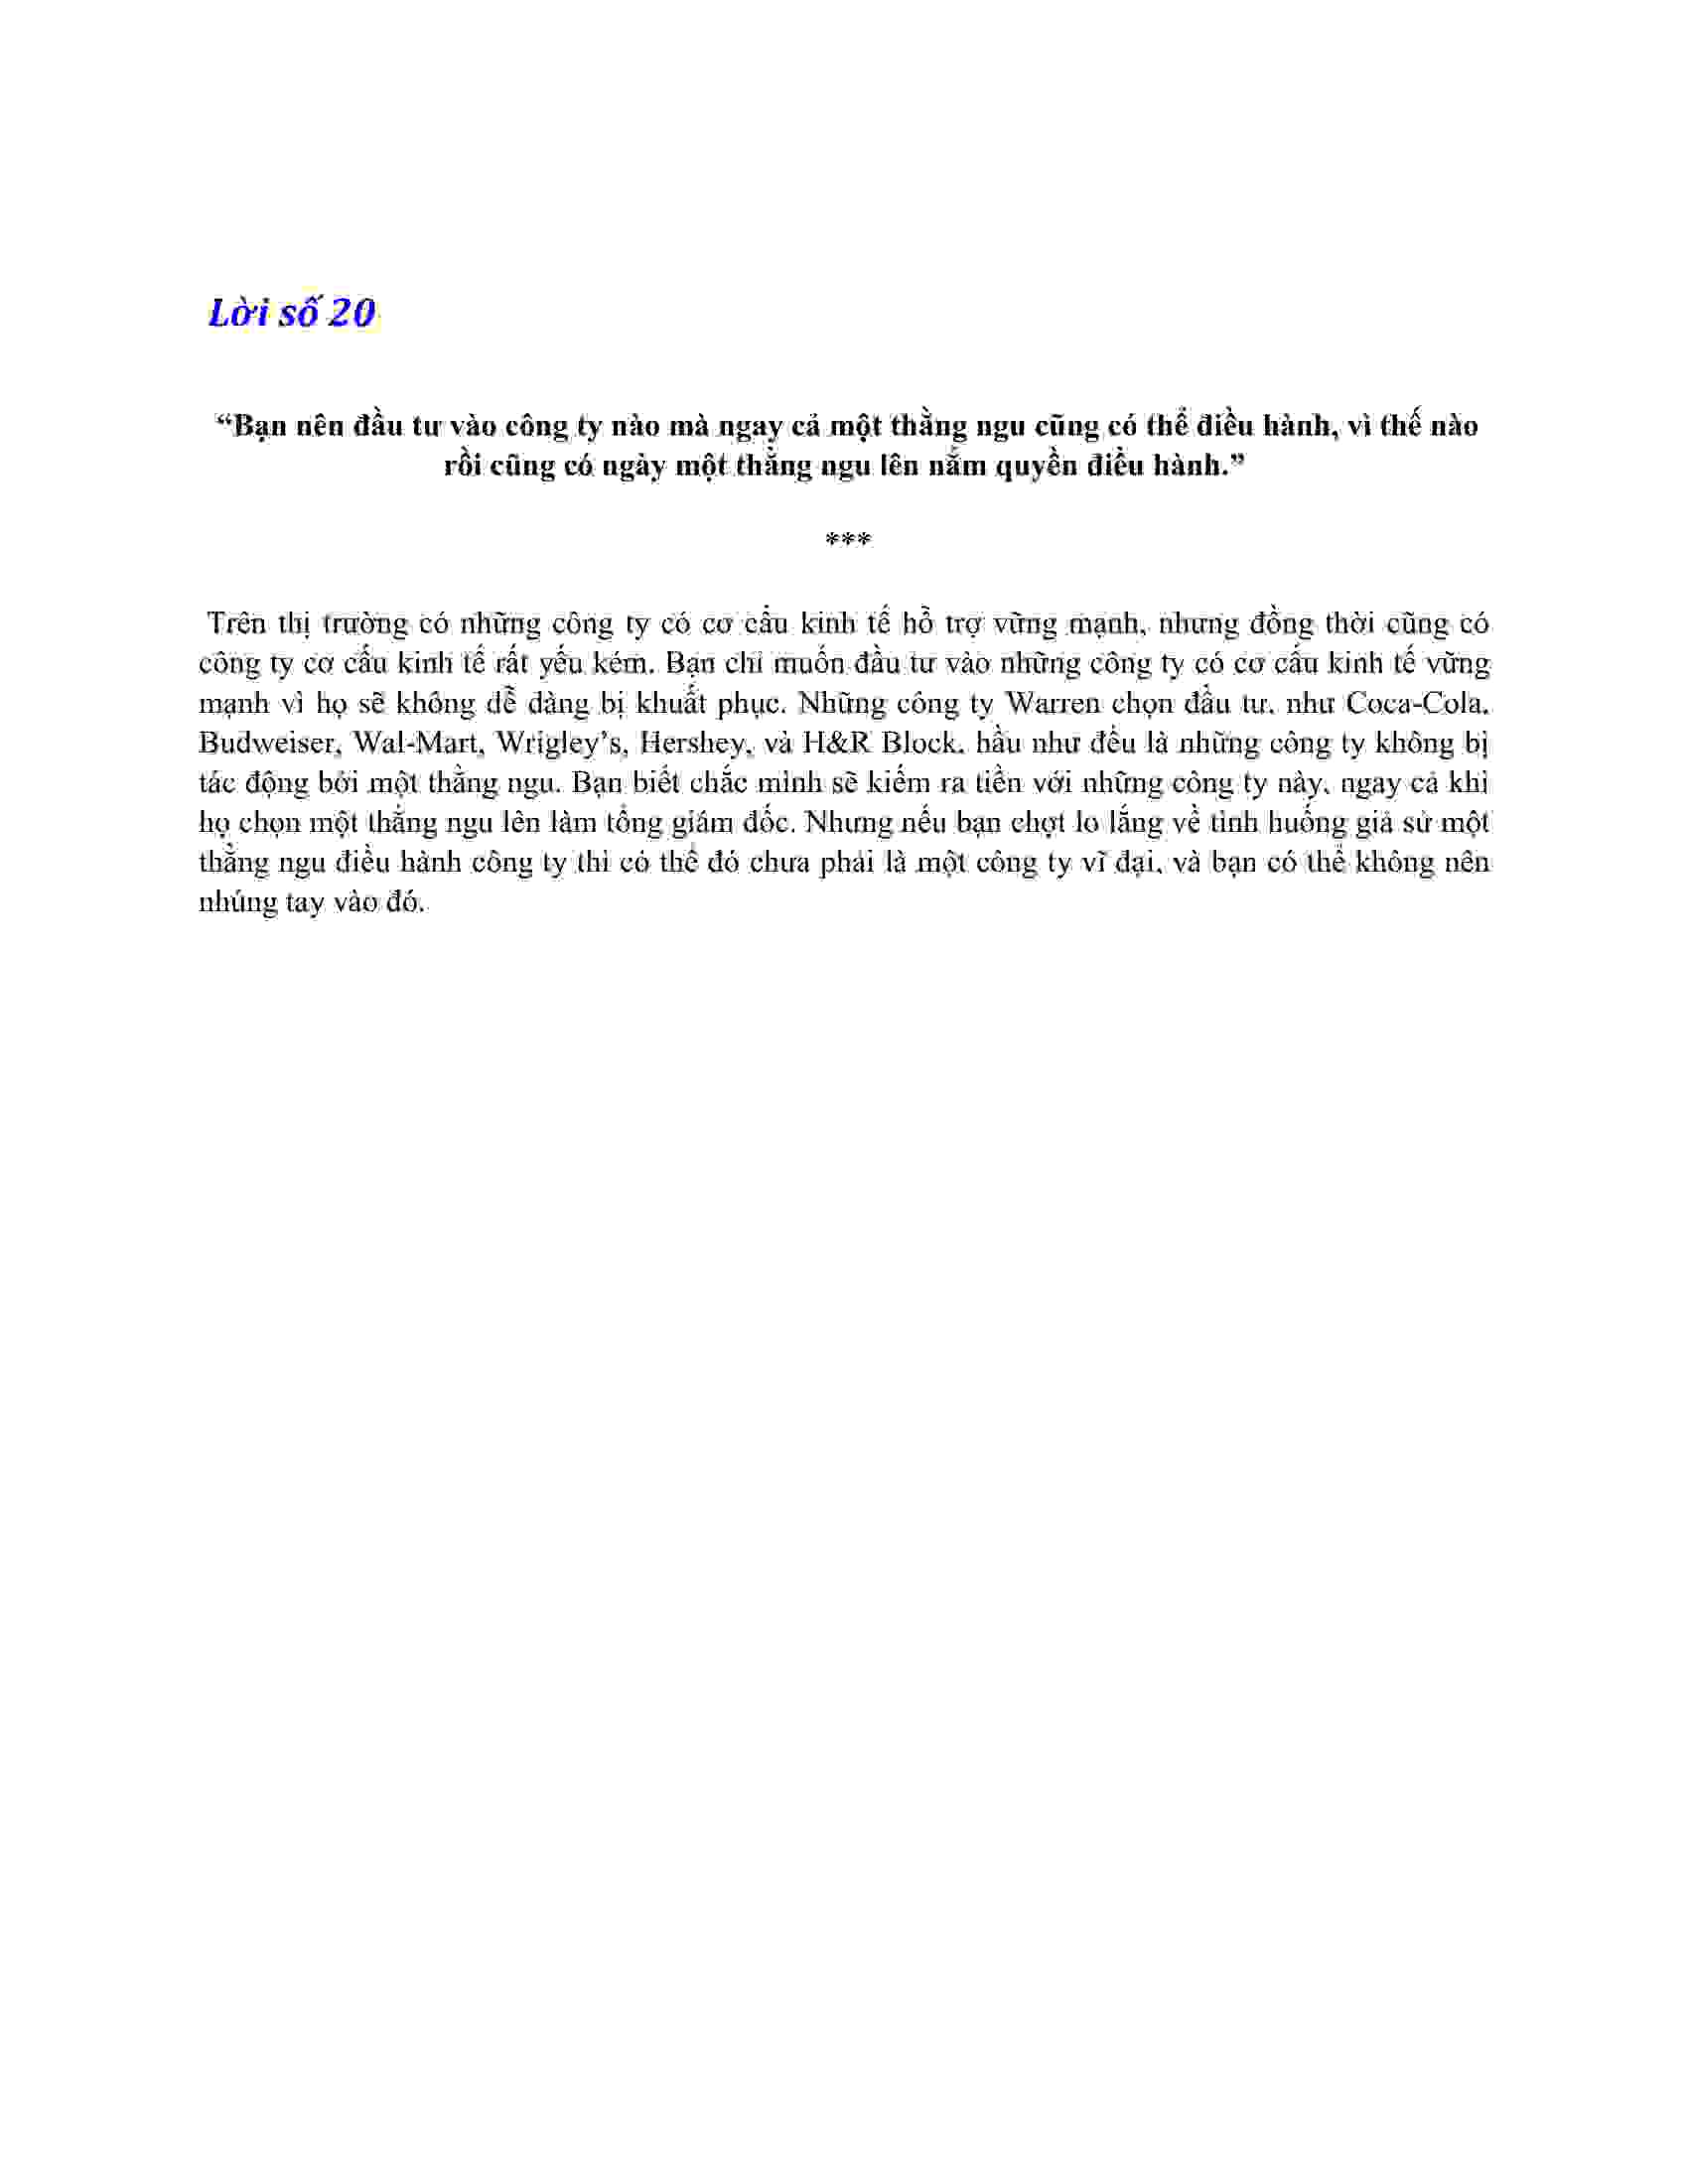 Lời số 20
“Bạn nên đầu tư vào công ty nào mà ngay cả một thằng ngu cũng có thể điều hành, vì thế nào
rồi cũng có ngày một thằng ngu lên nắm quyền điều hành.”
***
Trên thị trường có những công ty có cơ cấu kinh tế hỗ trợ vững mạnh, nhưng đồng thời cũng có
công ty cơ cấu kinh tế rất yếu kém. Bạn chỉ muốn đầu tư vào những công ty có cơ cấu kinh tế vững
mạnh vì họ sẽ không dễ dàng bị khuất phục. Những công ty Warren chọn đầu tư, như Coca-Cola,
Budweiser, Wal-Mart, Wrigley’s, Hershey, và H&R Block, hầu như đều là những công ty không bị
tác động bởi một thằng ngu. Bạn biết chắc mình sẽ kiếm ra tiền với những công ty này, ngay cả khi
họ chọn một thằng ngu lên làm tổng giám đốc. Nhưng nếu bạn chợt lo lắng về tình huống giả sử một
thằng ngu điều hành công ty thì có thể đó chưa phải là một công ty vĩ đại, và bạn có thể không nên
nhúng tay vào đó.